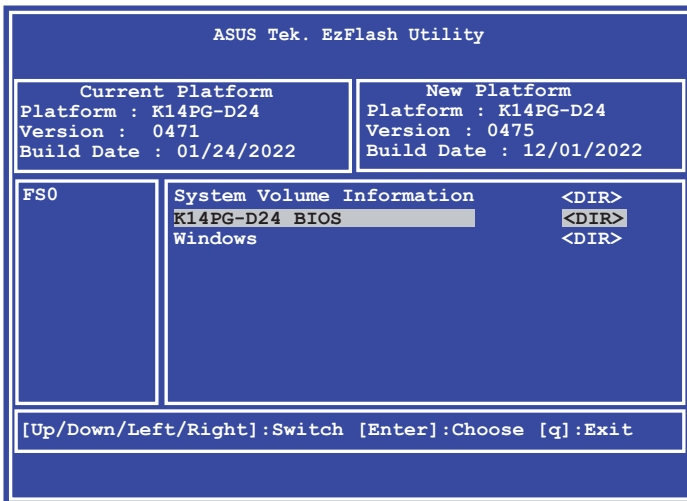 ASUS Tek. EzFlash Utility
Current Platform
Platform : K14PG-D24
Version : 0471
Build Date : 01/24/2022
New Platform
Platform : K14PG-D24
Version : 0475
Build Date : 12/01/2022
FS0
System Volume Information <DIR>
K14PG-D24 BIOS <DIR>
Windows <DIR>
[Up/Down/Left/Right]:Switch [Enter]:Choose [q]:Exit